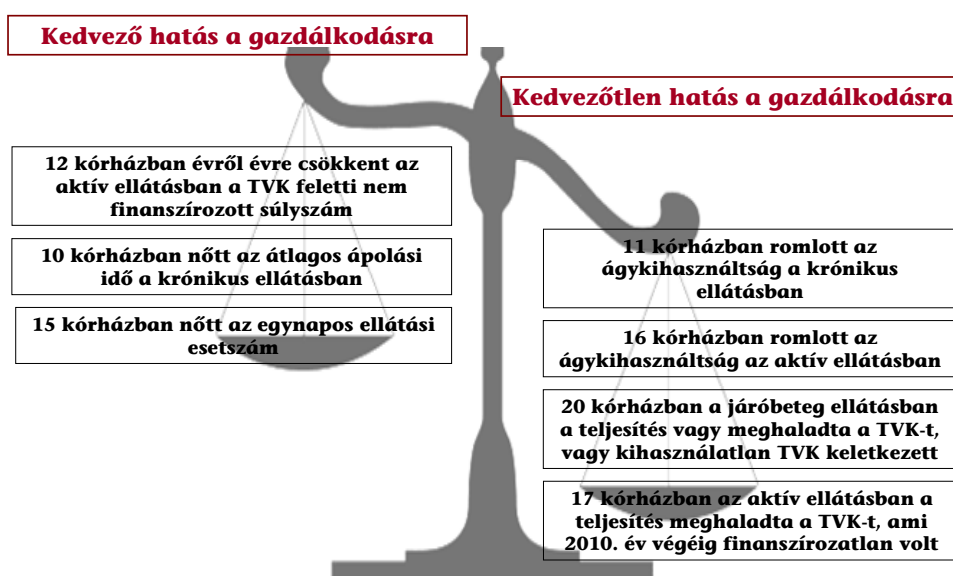 Kedvező hatás a gazdálkodásra
12 kórházban évről évre csökkent az
aktív ellátásban a TVK feletti nem
finanszírozott súlyszám
10 kórházban nőtt az átlagos ápolási
idő a krónikus ellátásban
15 kórházban nőtt az egynapos ellátási
esetszám
Kedvezőtlen hatás a gazdálkodásra
11 kórházban romlott az
ágykihasználtság a krónikus
ellátásban
16 kórházban romlott az
ágykihasználtság az aktív ellátásban
20 kórházban a járóbeteg ellátásban
a teljesítés vagy meghaladta a TVK-t,
vagy kihasználatlan TVK keletkezett
17 kórházban az aktív ellátásban a
teljesítés meghaladta a TVK-t, ami
2010. év végéig finanszírozatlan volt